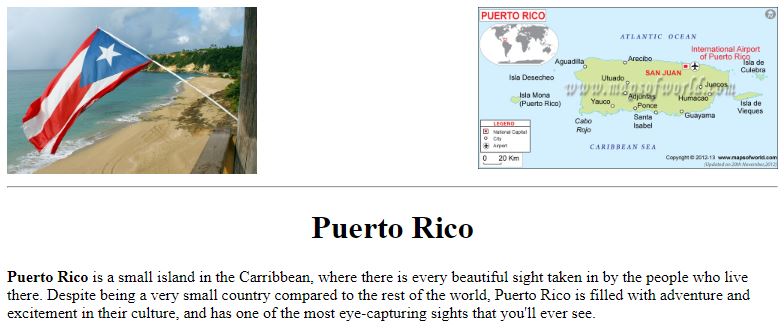 PUERTO RICO
ATLANTIC OCEAN
International Airport
of Puerto Rico
Aguadilla
Arecibo
SAN JUAN
Isla de
Culebra
Isla Desecheo
Utuado
www.mapsofworld.com
Juncos
Isla Mona
(Puerto Rico)
Adjuntas
Humacao
Yauco
Ponce
Isla de
Vieques
Cabo
Rojo
Santa
Isabel
Guayama
LEGEND
National Capital
City
Airport
0 20 Km
CARIBBEAN SEA
Copyright © 2012-13 www.mapsofworld.com
(Updated on 20th November, 2012)
Puerto Rico
Puerto Rico is a small island in the Carribbean, where there is every beautiful sight taken in by the people who live
there. Despite being a very small country compared to the rest of the world, Puerto Rico is filled with adventure and
excitement in their culture, and has one of the most eye-capturing sights that you'll ever see.